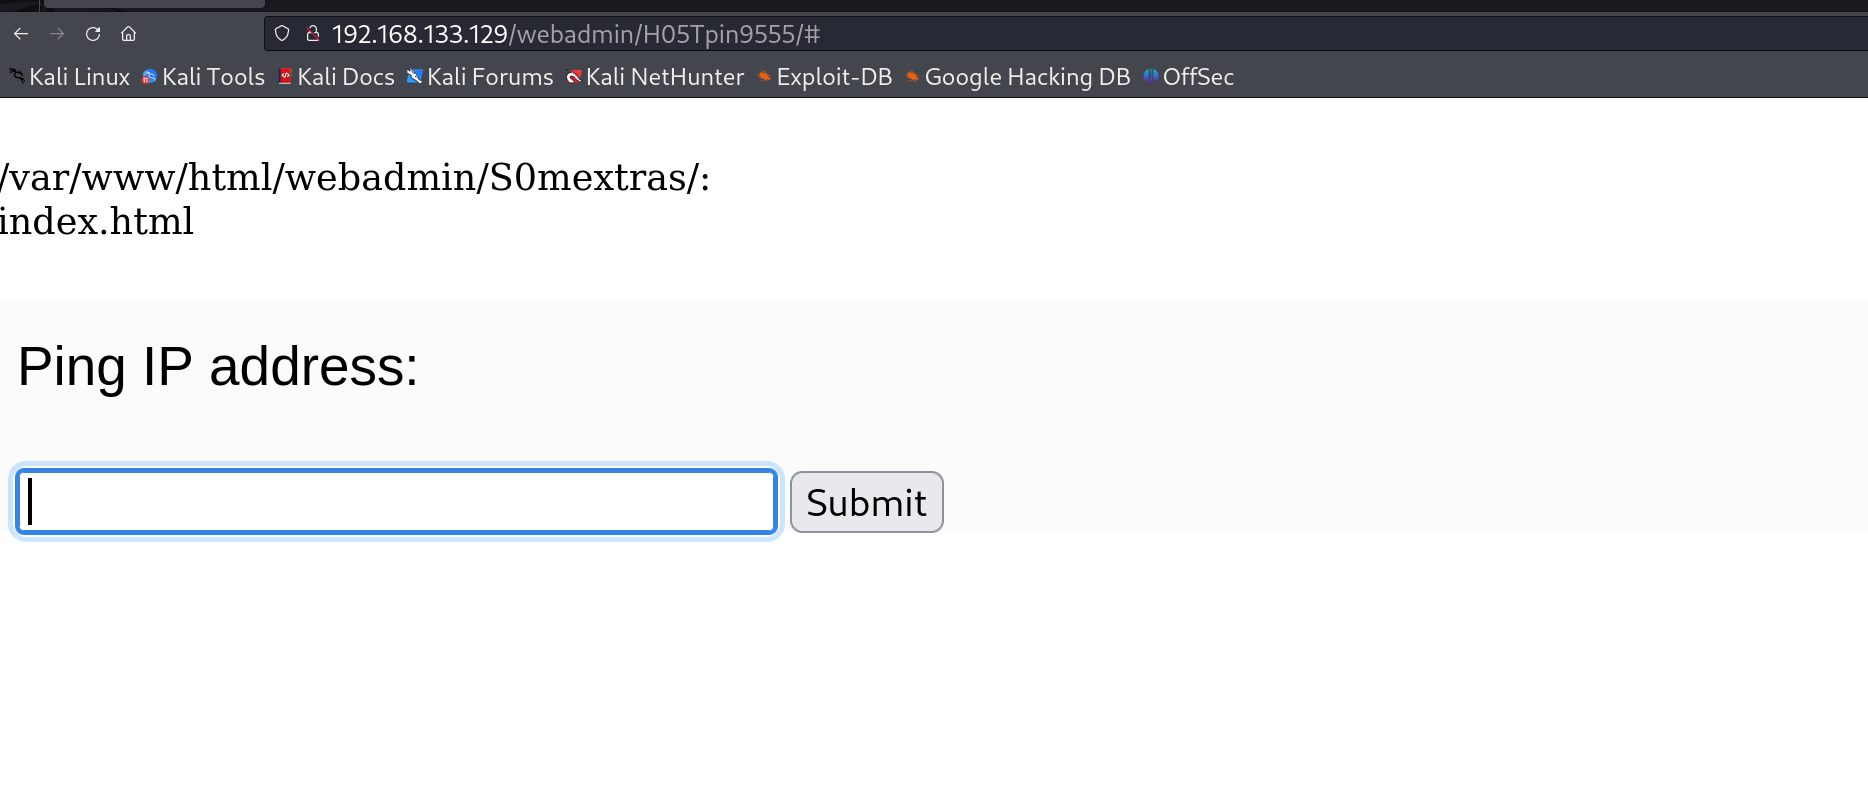 192.168.133.129/webadmin/H05Tpin9555/#
Kali Linux Kali Tools Kali Docs Kali Forums Kali NetHunter Exploit-DB Google Hacking DB OffSec
/var/www/html/webadmin/S0mextras/:
index.html
Ping IP address:
Submit